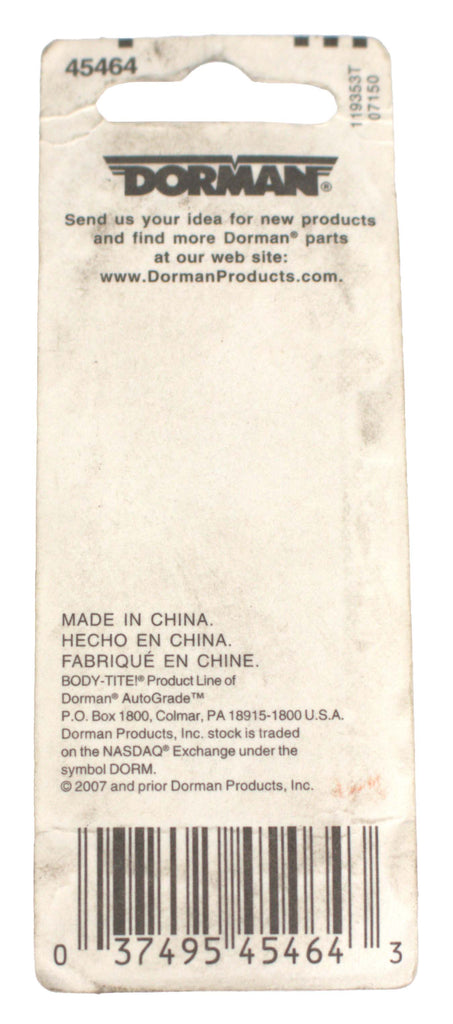 45464
119353T
07150
DORMAN®
Send us your idea for new products
and find more Dorman® parts
at our web site:
www.DormanProducts.com.
MADE IN CHINA.
HECHO EN CHINA.
FABRIQUÉ EN CHINE.
BODY-TITE!® Product Line of
Dorman® AutoGrade™
P.O. Box 1800, Colmar, PA 18915-1800 U.S.A.
Dorman Products, Inc. stock is traded
on the NASDAQ® Exchange under the
symbol DORM.
© 2007 and prior Dorman Products, Inc.
0 37495 45464 3